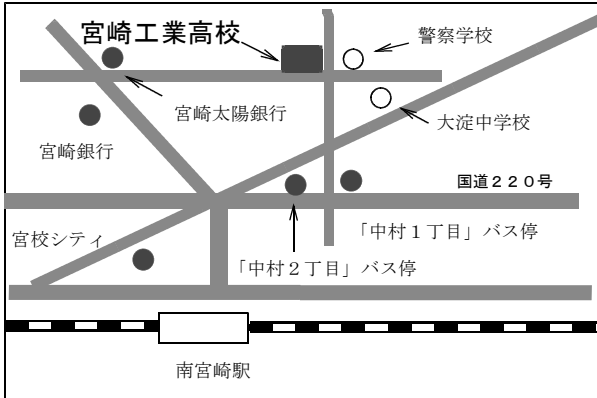 宮崎工業高校
警察学校
宮崎太陽銀行
大淀中学校
宮崎銀行
国道２２０号
宮校シティ
「中村１丁目」バス停
「中村２丁目」バス停
南宮崎駅